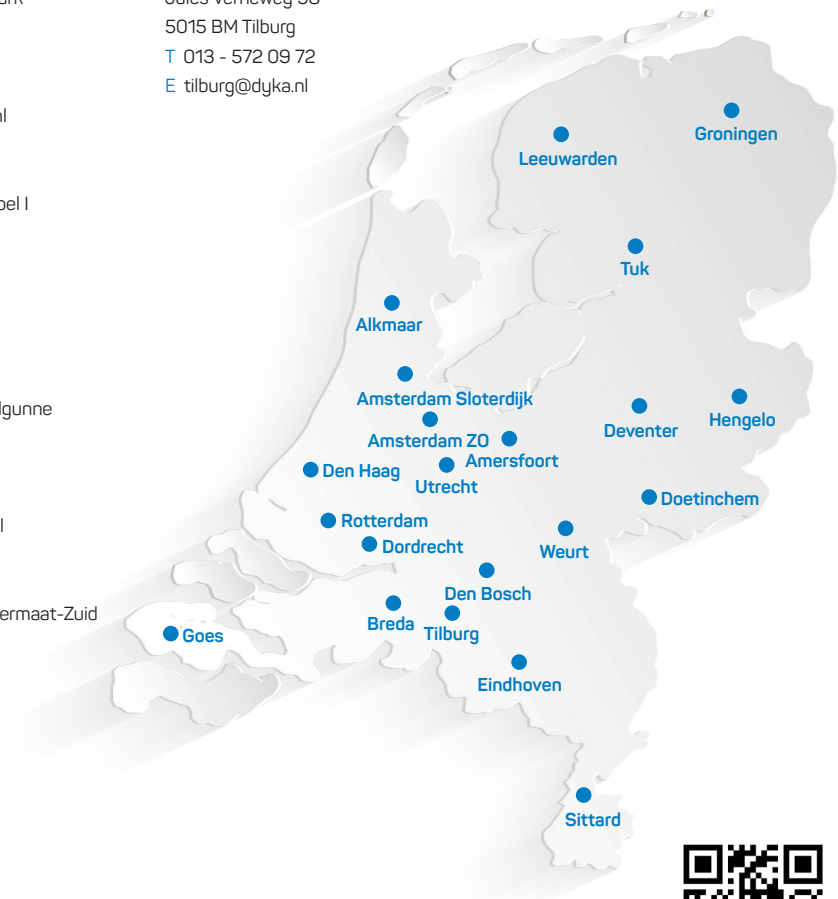 5015 BM Tilburg
T 013 - 572 09 72
E tilburg@dyka.nl
Groningen
Leeuwarden
Tuk
Alkmaar
Amsterdam Sloterdijk
Hengelo
Deventer
Amsterdam ZO
Amersfoort
Den Haag
Utrecht
Doetinchem
Rotterdam
Dordrecht
Weurt
Den Bosch
Breda
Tilburg
Goes
Eindhoven
Sittard